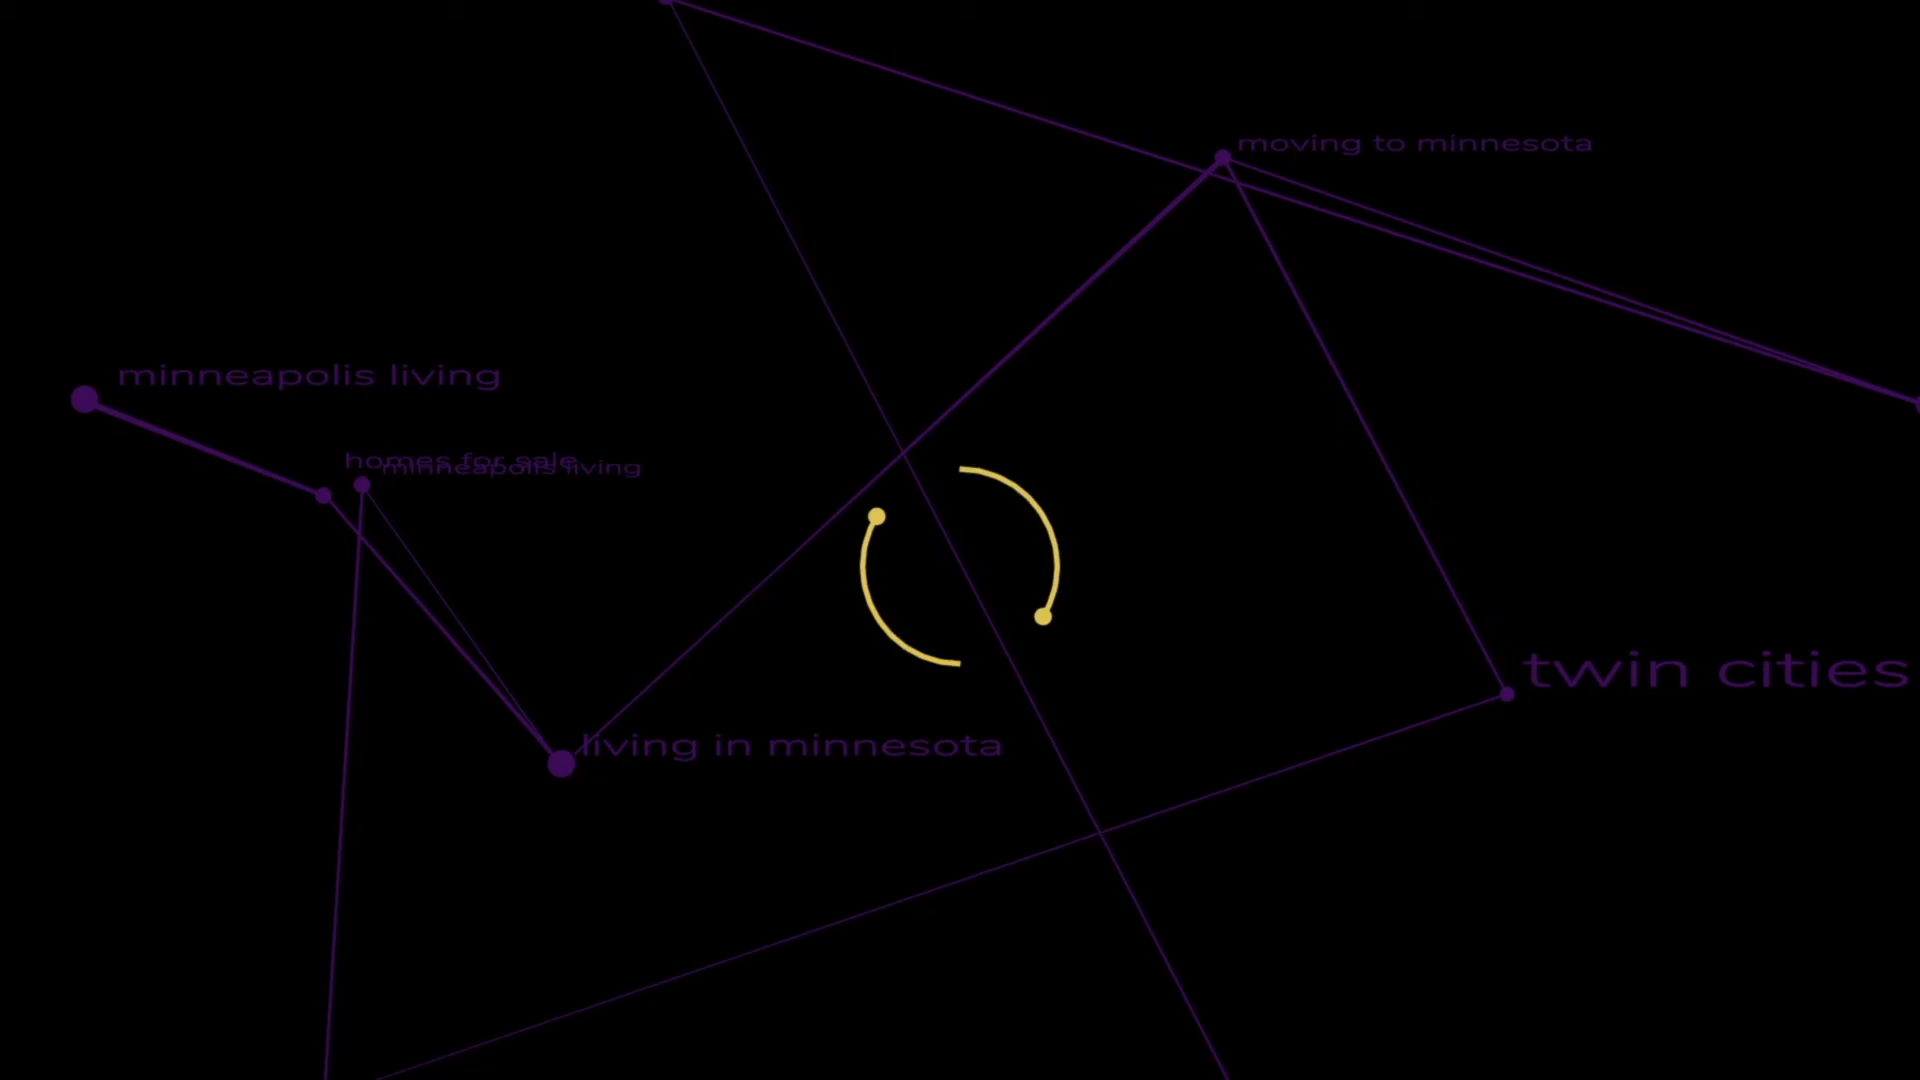 moving to minnesota
minneapolis living
homes for sale
minneapolis living
twin cities
living in minnesota